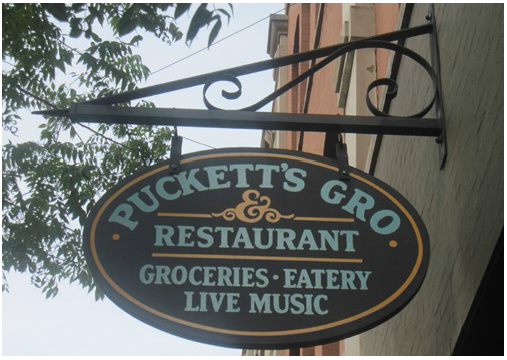 PUCKETT'S GRO
&
RESTAURANT
GROCERIES · EATERY
LIVE MUSIC